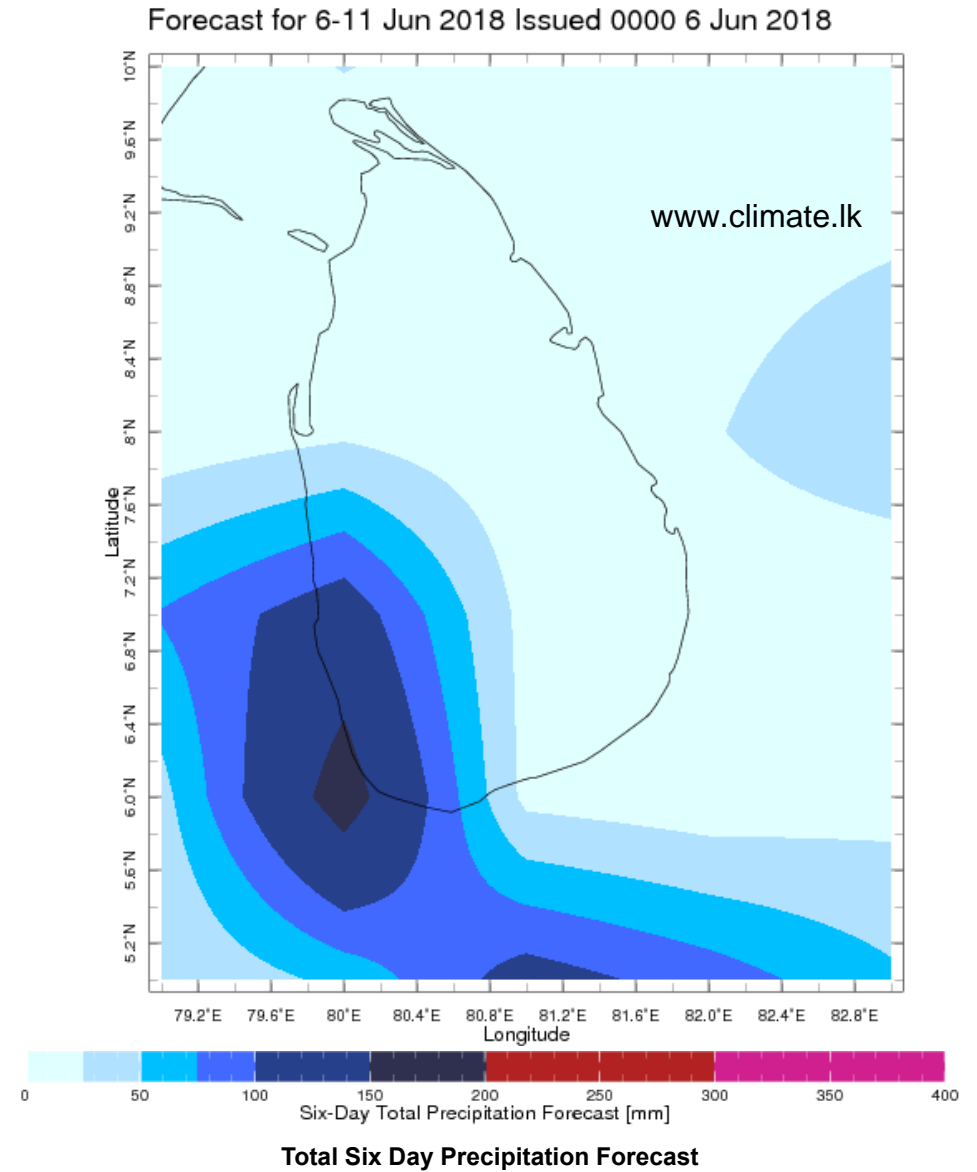 Forecast for 6-11 Jun 2018 Issued 0000 6 Jun 2018
www.climate.lk
10°N
9.6°N
9.2°N
8.8°N
8.4°N
8°N
7.6°N
7.2°N
6.8°N
6.4°N
6.0°N
5.6°N
5.2°N
Latitude
79.2°E 79.6°E 80°E 80.4°E 80.8°E 81.2°E 81.6°E 82.0°E 82.4°E 82.8°E
Longitude
0 50 100 150 200 250 300 350 400
Six-Day Total Precipitation Forecast [mm]
Total Six Day Precipitation Forecast